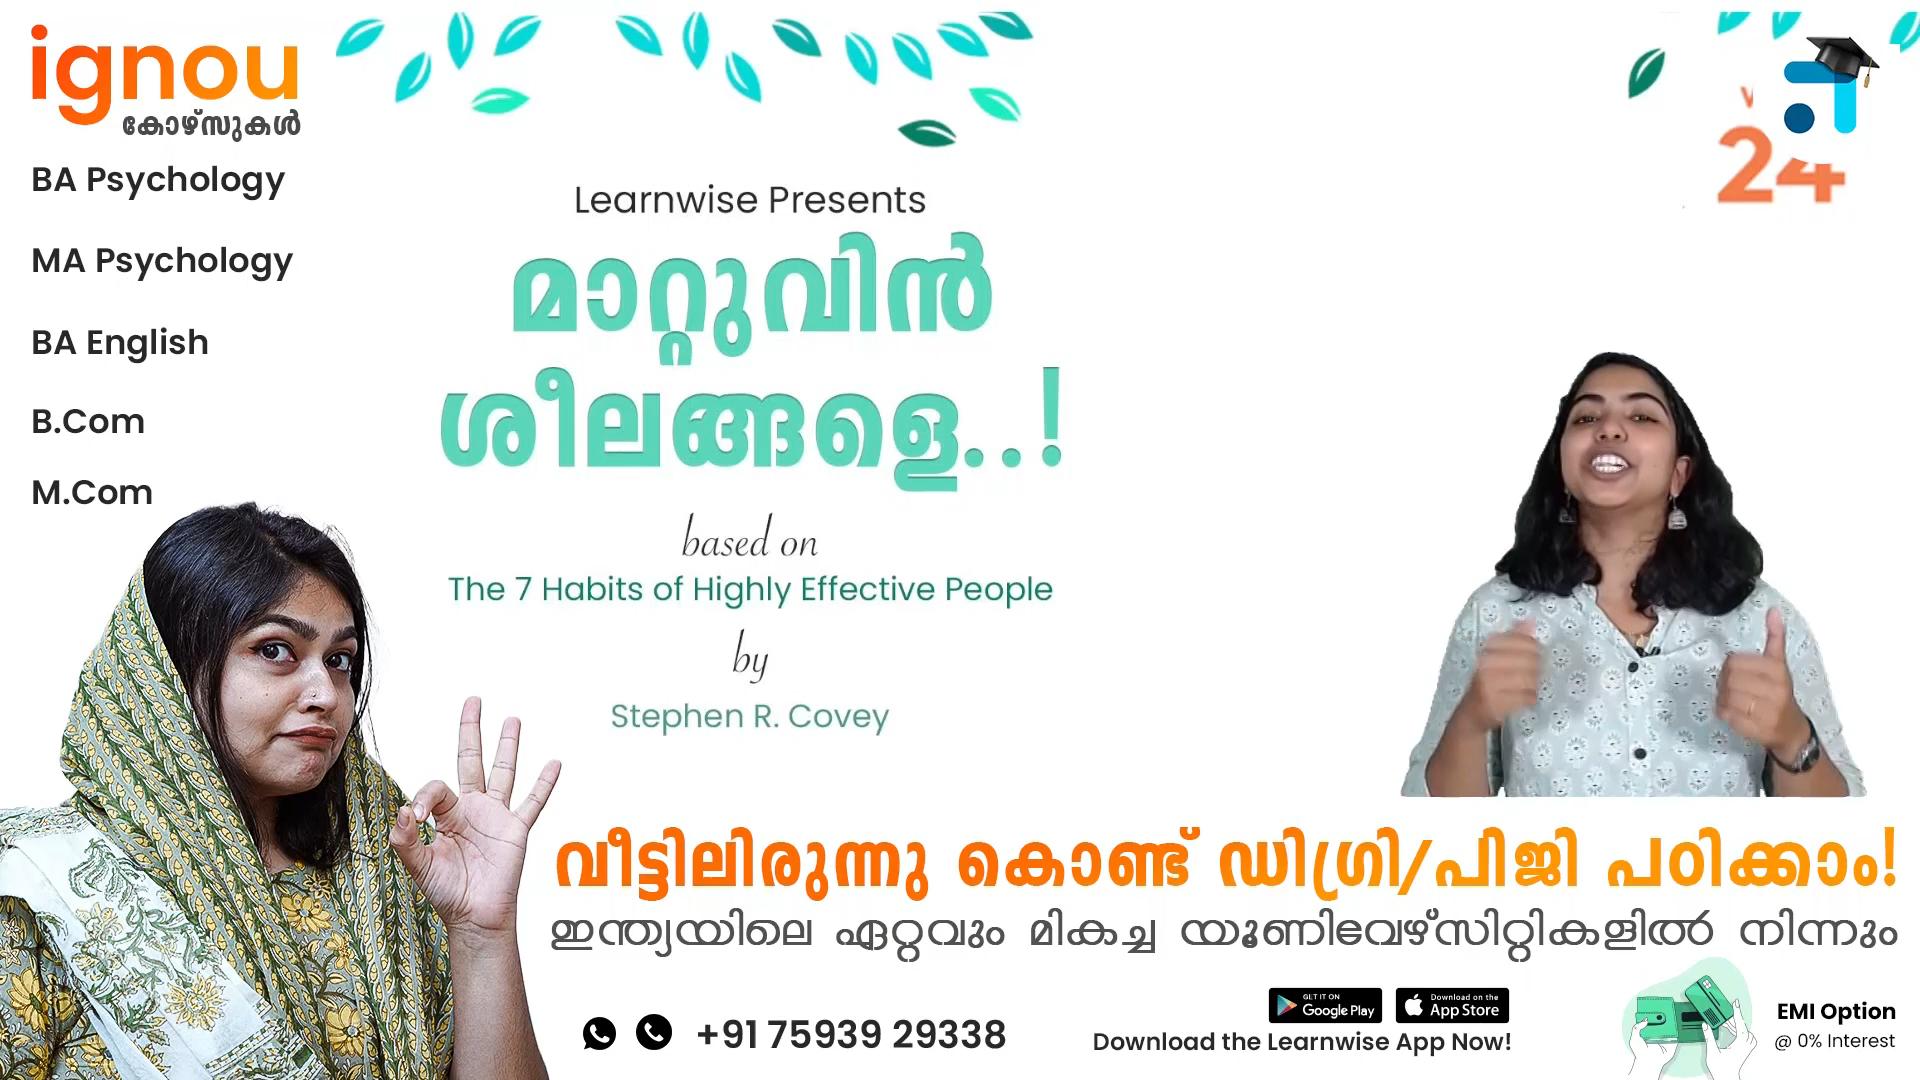 ignou
കോഴ്സുകൾ
BA Psychology
MA Psychology
BA English
B.Com
M.Com
Learnwise Presents
മാറ്റുവിൻ
ശീലങ്ങളെ..!
based on
The 7 Habits of Highly Effective People
by
Stephen R. Covey
24
വീട്ടിലിരുന്നു കൊണ്ട് ഡിഗ്രി/പിജി പഠിക്കാം!
ഇന്ത്യയിലെ ഏറ്റവും മികച്ച യൂണിവേഴ്സിറ്റികളിൽ നിന്നും
+91 75939 29338
GET IT ON Google Play
Download on the App Store
Download the Learnwise App Now!
EMI Option
@ 0% Interest